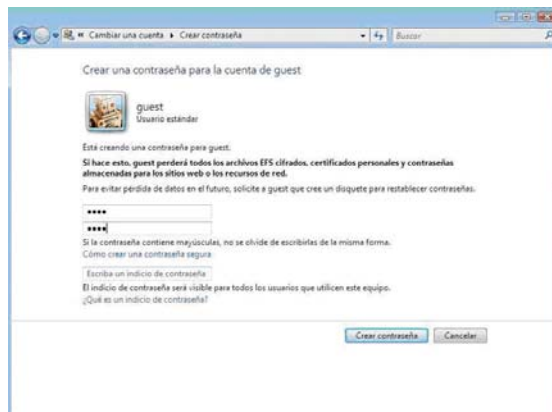 « Cambiar una cuenta ▸ Crear contraseña
Buscar
Crear una contraseña para la cuenta de guest
guest
Usuario estándar
Está creando una contraseña para guest.
Si hace esto, guest perderá todos los archivos EFS cifrados, certificados personales y contraseñas
almacenadas para los sitios web o los recursos de red.
Para evitar pérdida de datos en el futuro, solicite a guest que cree un disquete para restablecer contraseñas.
••••
••••
Si la contraseña contiene mayúsculas, no se olvide de escribirlas de la misma forma.
Cómo crear una contraseña segura
Escriba un indicio de contraseña
El indicio de contraseña será visible para todos los usuarios que utilicen este equipo.
¿Qué es un indicio de contraseña?
Crear contraseña Cancelar